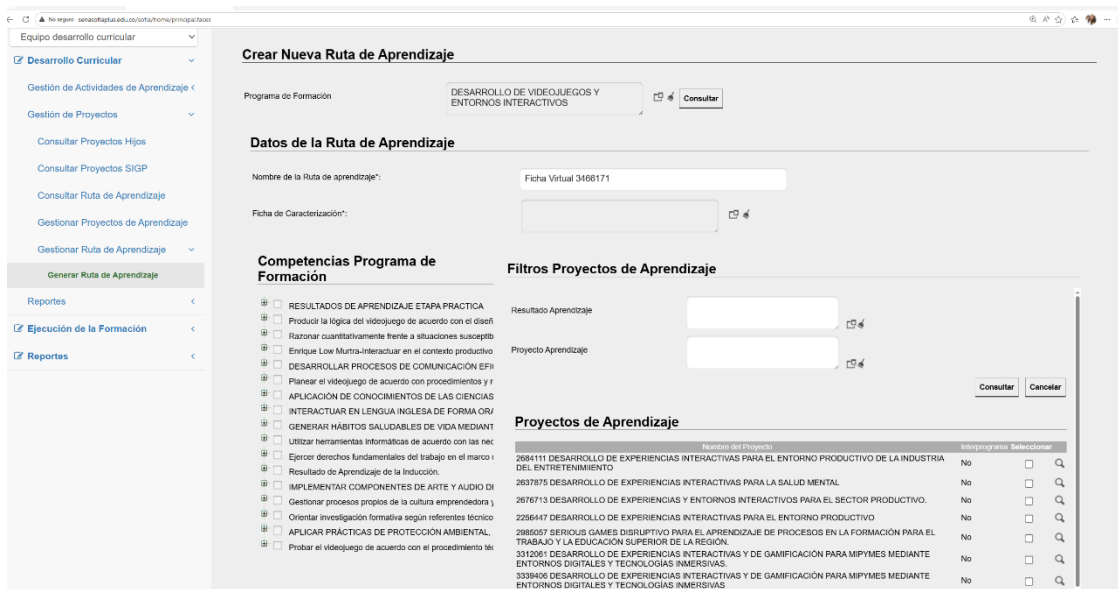 No seguro senasofiaplus.edu.co/sofia/home/principal.faces
Equipo desarrollo curricular
Desarrollo Curricular
Gestión de Actividades de Aprendizaje
Gestión de Proyectos
Consultar Proyectos Hijos
Consultar Proyectos SIGP
Consultar Ruta de Aprendizaje
Gestionar Proyectos de Aprendizaje
Gestionar Ruta de Aprendizaje
Generar Ruta de Aprendizaje
Reportes
Ejecución de la Formación
Reportes
Crear Nueva Ruta de Aprendizaje
Programa de Formación
DESARROLLO DE VIDEOJUEGOS Y
ENTORNOS INTERACTIVOS
Consultar
Datos de la Ruta de Aprendizaje
Nombre de la Ruta de aprendizaje*:
Ficha Virtual 3466171
Ficha de Caracterización*:
Competencias Programa de
Formación
RESULTADOS DE APRENDIZAJE ETAPA PRACTICA
Producir la lógica del videojuego de acuerdo con el diseñ
Razonar cuantitativamente frente a situaciones susceptib
Enrique Low Murtra-Interactuar en el contexto productivo
DESARROLLAR PROCESOS DE COMUNICACIÓN EFI
Planear el videojuego de acuerdo con procedimientos y r
APLICACIÓN DE CONOCIMIENTOS DE LAS CIENCIAS
INTERACTUAR EN LENGUA INGLESA DE FORMA ORA
GENERAR HÁBITOS SALUDABLES DE VIDA MEDIANT
Utilizar herramientas informáticas de acuerdo con las nec
Ejercer derechos fundamentales del trabajo en el marco
Resultado de Aprendizaje de la Inducción.
IMPLEMENTAR COMPONENTES DE ARTE Y AUDIO DI
Gestionar procesos propios de la cultura emprendedora y
Orientar investigación formativa según referentes técnico
APLICAR PRÁCTICAS DE PROTECCIÓN AMBIENTAL,
Probar el videojuego de acuerdo con el procedimiento téc
Filtros Proyectos de Aprendizaje
Resultado Aprendizaje
Proyecto Aprendizaje
Consultar Cancelar
Proyectos de Aprendizaje
Nombre del Proyecto Interprograma Seleccionar
2684111 DESARROLLO DE EXPERIENCIAS INTERACTIVAS PARA EL ENTORNO PRODUCTIVO DE LA INDUSTRIA
DEL ENTRETENIMIIENTO No
2637875 DESARROLLO DE EXPERIENCIAS INTERACTIVAS PARA LA SALUD MENTAL No
2676713 DESARROLLO DE EXPERIENCIAS Y ENTORNOS INTERACTIVOS PARA EL SECTOR PRODUCTIVO. No
2256447 DESARROLLO DE EXPERIENCIAS INTERACTIVAS PARA EL ENTORNO PRODUCTIVO No
2985057 SERIOUS GAMES DISRUPTIVO PARA EL APRENDIZAJE DE PROCESOS EN LA FORMACIÓN PARA EL
TRABAJO Y LA EDUCACIÓN SUPERIOR DE LA REGIÓN. No
3312061 DESARROLLO DE EXPERIENCIAS INTERACTIVAS Y DE GAMIFICACIÓN PARA MIPYMES MEDIANTE
ENTORNOS DIGITALES Y TECNOLOGÍAS INMERSIVAS. No
3339406 DESARROLLO DE EXPERIENCIAS INTERACTIVAS Y DE GAMIFICACIÓN PARA MIPYMES MEDIANTE
ENTORNOS DIGITALES Y TECNOLOGÍAS INMERSIVAS No